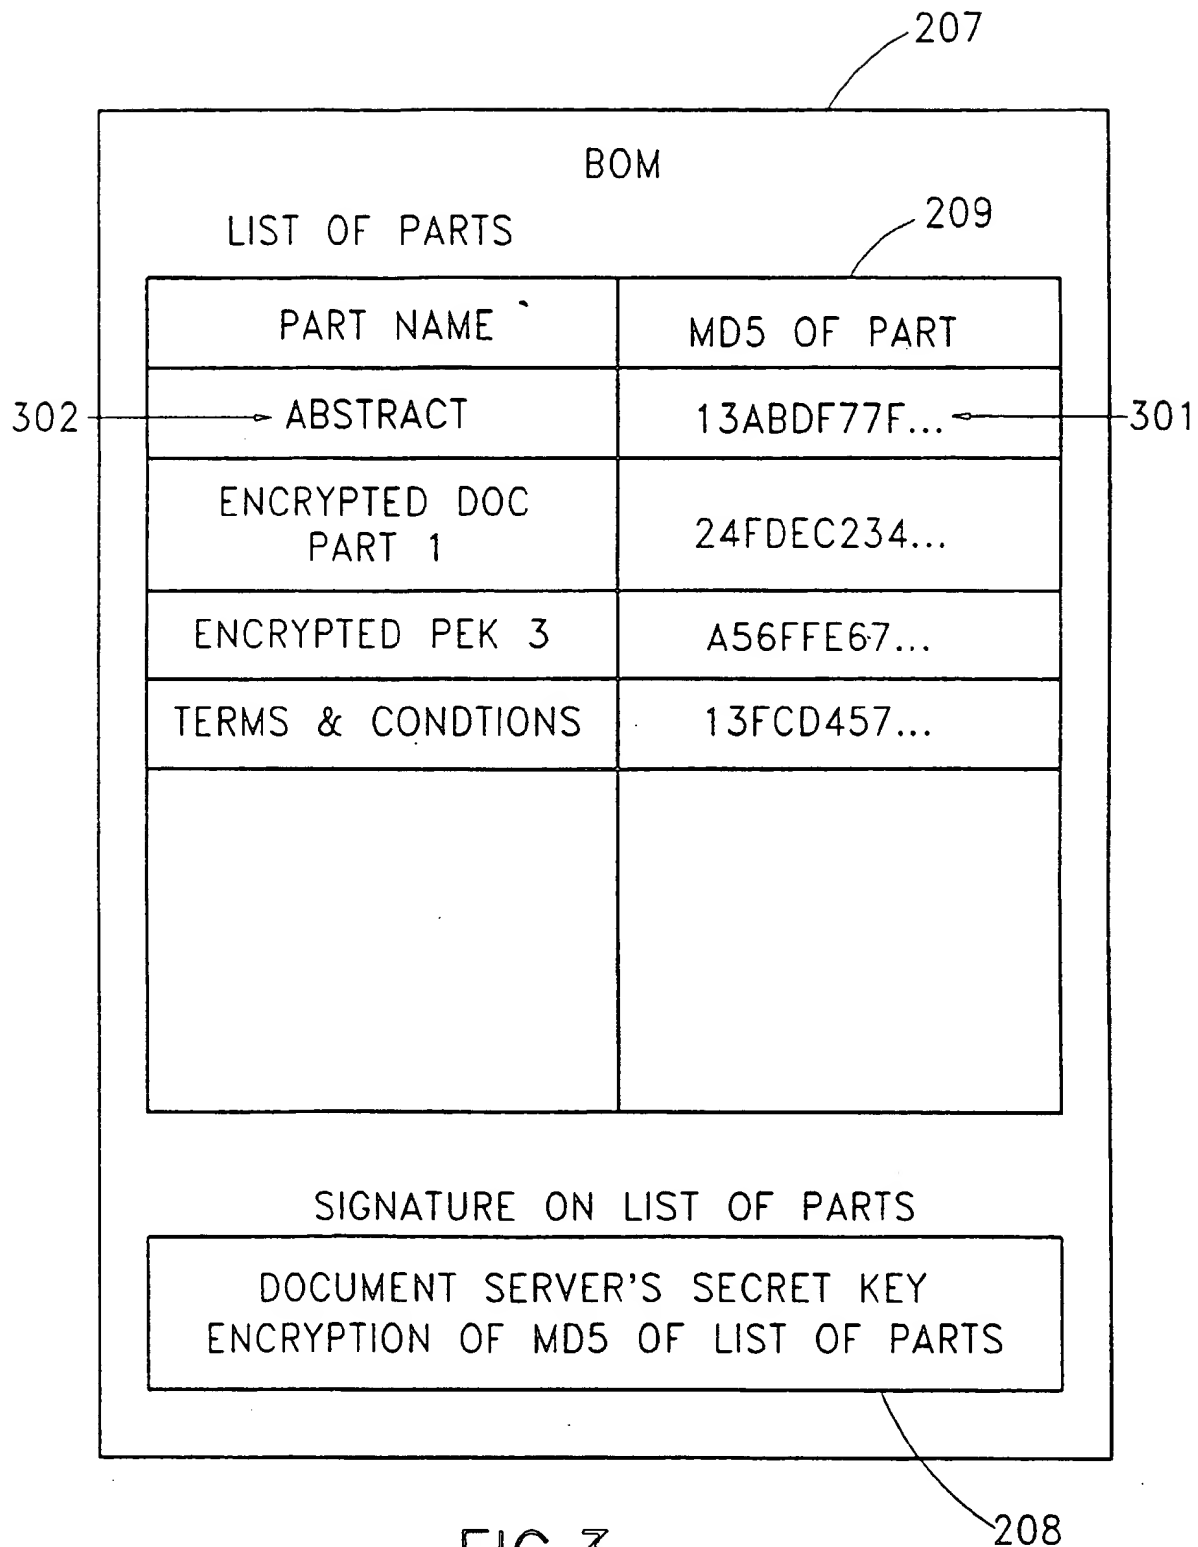 207
BOM
209
LIST OF PARTS
PART NAME
MD5 OF PART
302
ABSTRACT
13ABDF77F...
301
ENCRYPTED DOC
PART 1
24FDEC234...
ENCRYPTED PEK 3
A56FFE67...
TERMS & CONDTIONS
13FCD457...
SIGNATURE ON LIST OF PARTS
DOCUMENT SERVER'S SECRET KEY
ENCRYPTION OF MD5 OF LIST OF PARTS
208
FIG.3